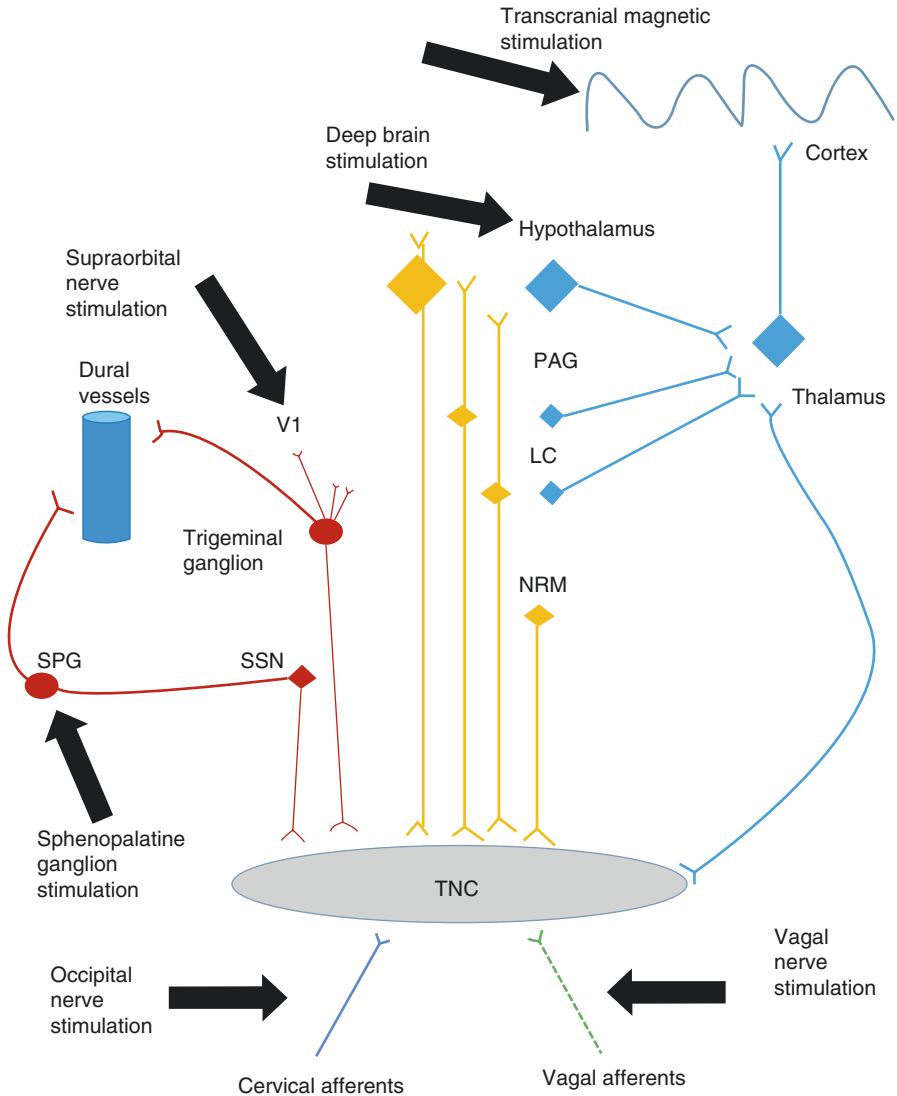 Transcranial magnetic
stimulation
Deep brain
stimulation
Cortex
Hypothalamus
Supraorbital
nerve
stimulation
Dural
vessels
PAG
Thalamus
V1
LC
Trigeminal
ganglion
NRM
SPG
SSN
Sphenopalatine
ganglion
stimulation
TNC
Occipital
nerve
stimulation
Vagal
nerve
stimulation
Cervical afferents
Vagal afferents